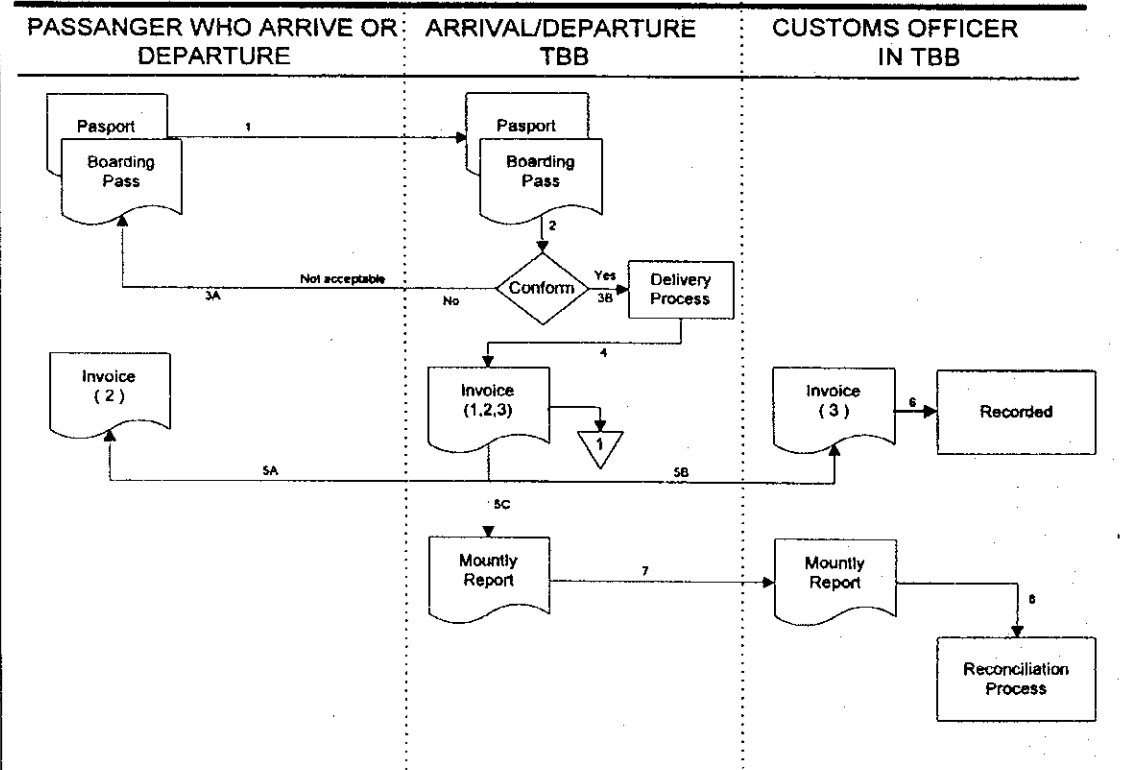 PASSANGER WHO ARRIVE OR
DEPARTURE
ARRIVAL/DEPARTURE
TBB
CUSTOMS OFFICER
IN TBB
Pasport
Boarding
Pass
1
Pasport
Boarding
Pass
2
Conform
Yes
3B
Delivery
Process
Not acceptable
3A
No
4
Invoice
( 2 )
Invoice
(1,2,3)
1
Invoice
( 3 )
6
Recorded
5A
5B
5C
Mountly
Report
7
Mountly
Report
8
Reconciliation
Process